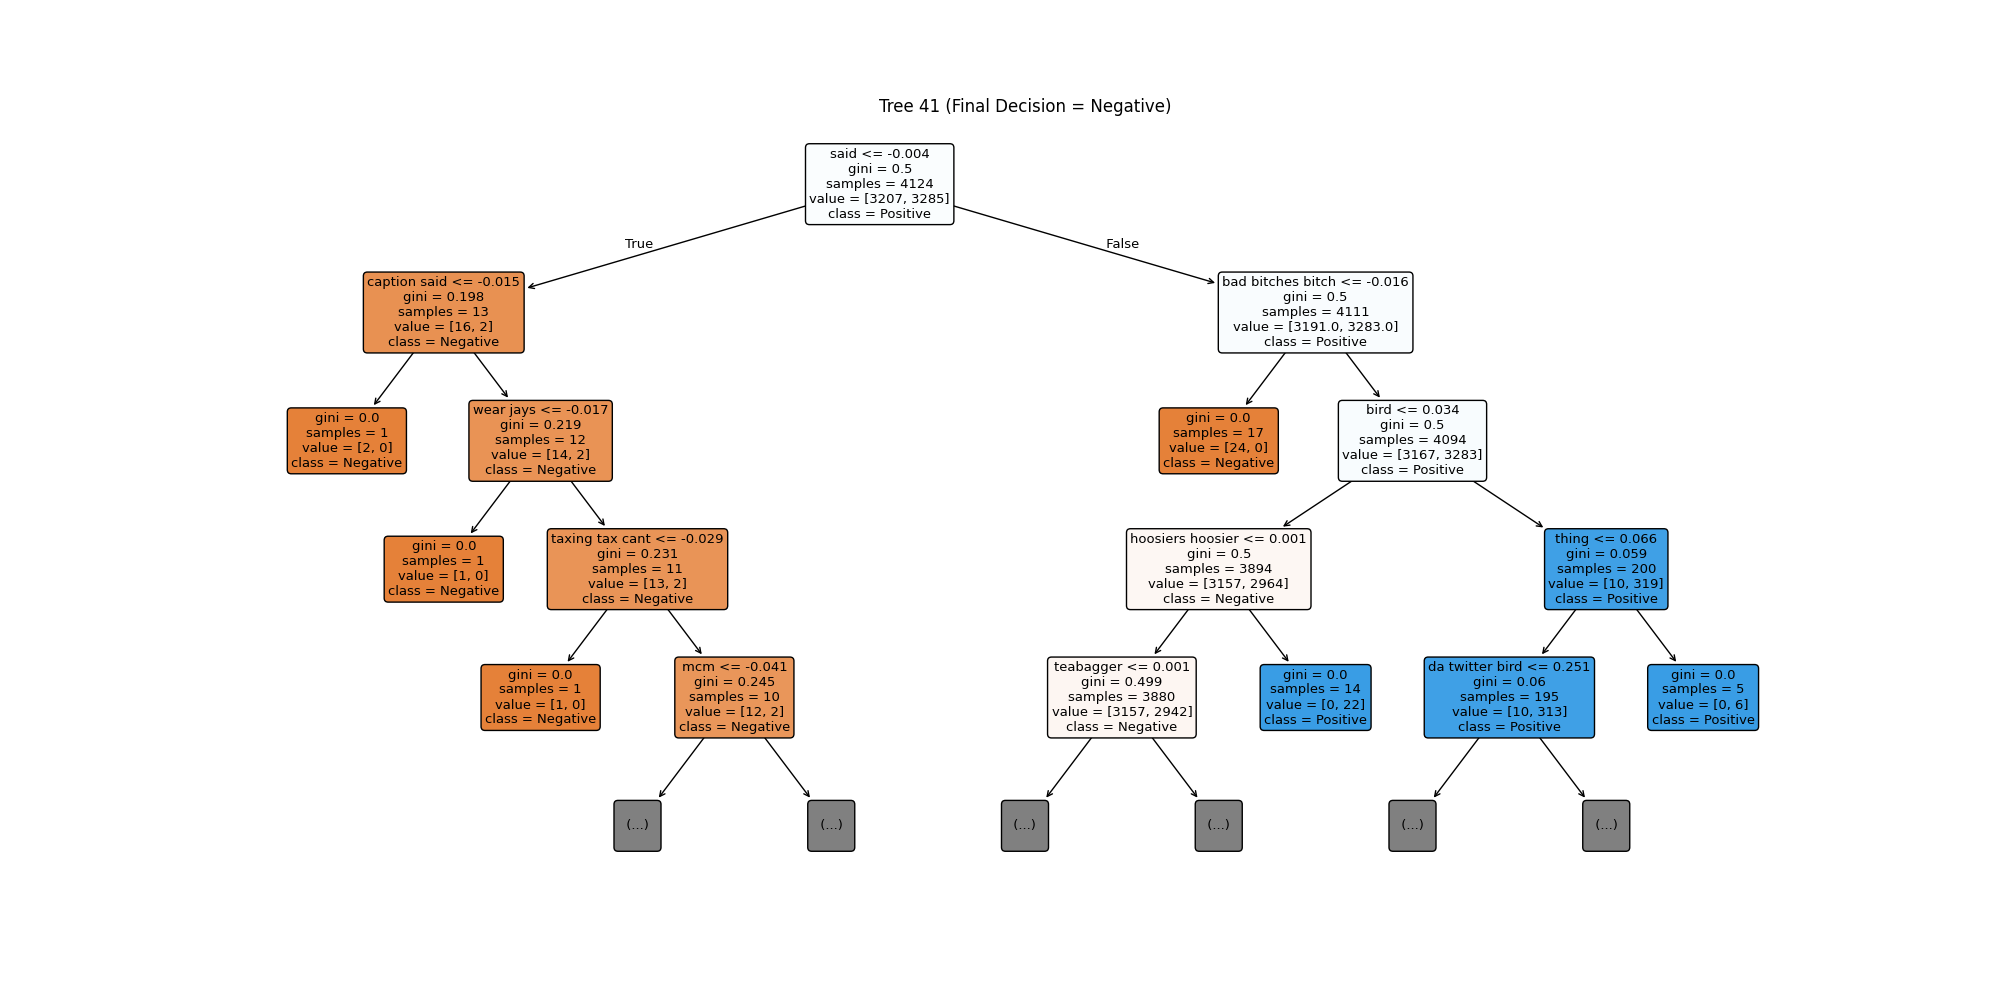 Tree 41 (Final Decision = Negative)
said <= -0.004
gini = 0.5
samples = 4124
value = [3207, 3285]
class = Positive
True
False
caption said <= -0.015
gini = 0.198
samples = 13
value = [16, 2]
class = Negative
bad bitches bitch <= -0.016
gini = 0.5
samples = 4111
value = [3191.0, 3283.0]
class = Positive
gini = 0.0
samples = 1
value = [2, 0]
class = Negative
wear jays <= -0.017
gini = 0.219
samples = 12
value = [14, 2]
class = Negative
gini = 0.0
samples = 17
value = [24, 0]
class = Negative
bird <= 0.034
gini = 0.5
samples = 4094
value = [3167, 3283]
class = Positive
gini = 0.0
samples = 1
value = [1, 0]
class = Negative
taxing tax cant <= -0.029
gini = 0.231
samples = 11
value = [13, 2]
class = Negative
hoosiers hoosier <= 0.001
gini = 0.5
samples = 3894
value = [3157, 2964]
class = Negative
thing <= 0.066
gini = 0.059
samples = 200
value = [10, 319]
class = Positive
gini = 0.0
samples = 1
value = [1, 0]
class = Negative
mcm <= -0.041
gini = 0.245
samples = 10
value = [12, 2]
class = Negative
teabagger <= 0.001
gini = 0.499
samples = 3880
value = [3157, 2942]
class = Negative
gini = 0.0
samples = 14
value = [0, 22]
class = Positive
da twitter bird <= 0.251
gini = 0.06
samples = 195
value = [10, 313]
class = Positive
gini = 0.0
samples = 5
value = [0, 6]
class = Positive
(...)
(...)
(...)
(...)
(...)
(...)